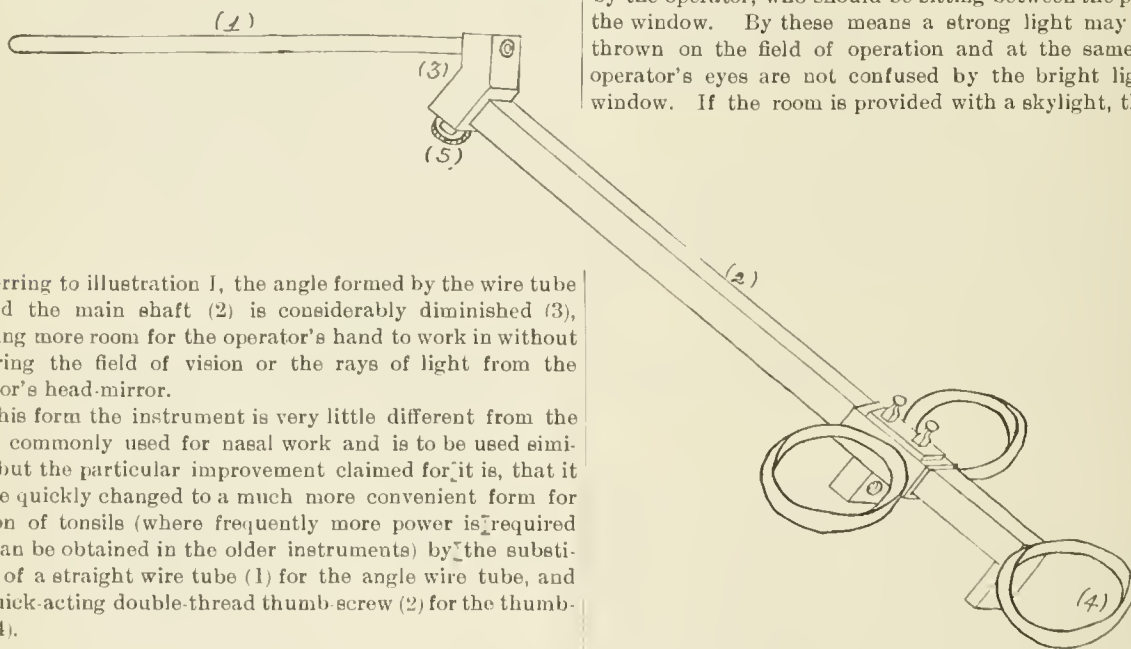 (1)
(3)
(5)
(2)
(4)
rring to illustration I, the angle formed by the wire tube
d the main shaft (2) is considerably diminished (3),
ng more room for the operator's hand to work in without
ring the field of vision or the rays of light from the
or's head-mirror.
his form the instrument is very little different from the
commonly used for nasal work and is to be used simi-
but the particular improvement claimed for it is, that it
e quickly changed to a much more convenient form for
on of tonsils (where frequently more power is required
an be obtained in the older instruments) by the substi-
of a straight wire tube (1) for the angle wire tube, and
uick-acting double-thread thumb-screw (2) for the thumb-
4).
by the operator, who should be sitting between the p
the window. By these means a strong light may
thrown on the field of operation and at the same
operator's eyes are not confused by the bright lig
window. If the room is provided with a skylight, t